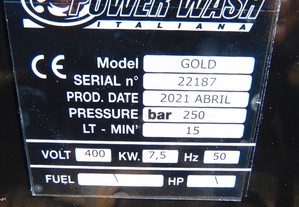 POWER WASH
ITALIANA
CE Model GOLD
SERIAL n° 22187
PROD. DATE 2021 ABRIL
PRESSURE bar 250
LT - MIN' 15
VOLT 400 KW. 7,5 Hz 50
FUEL \ HP \